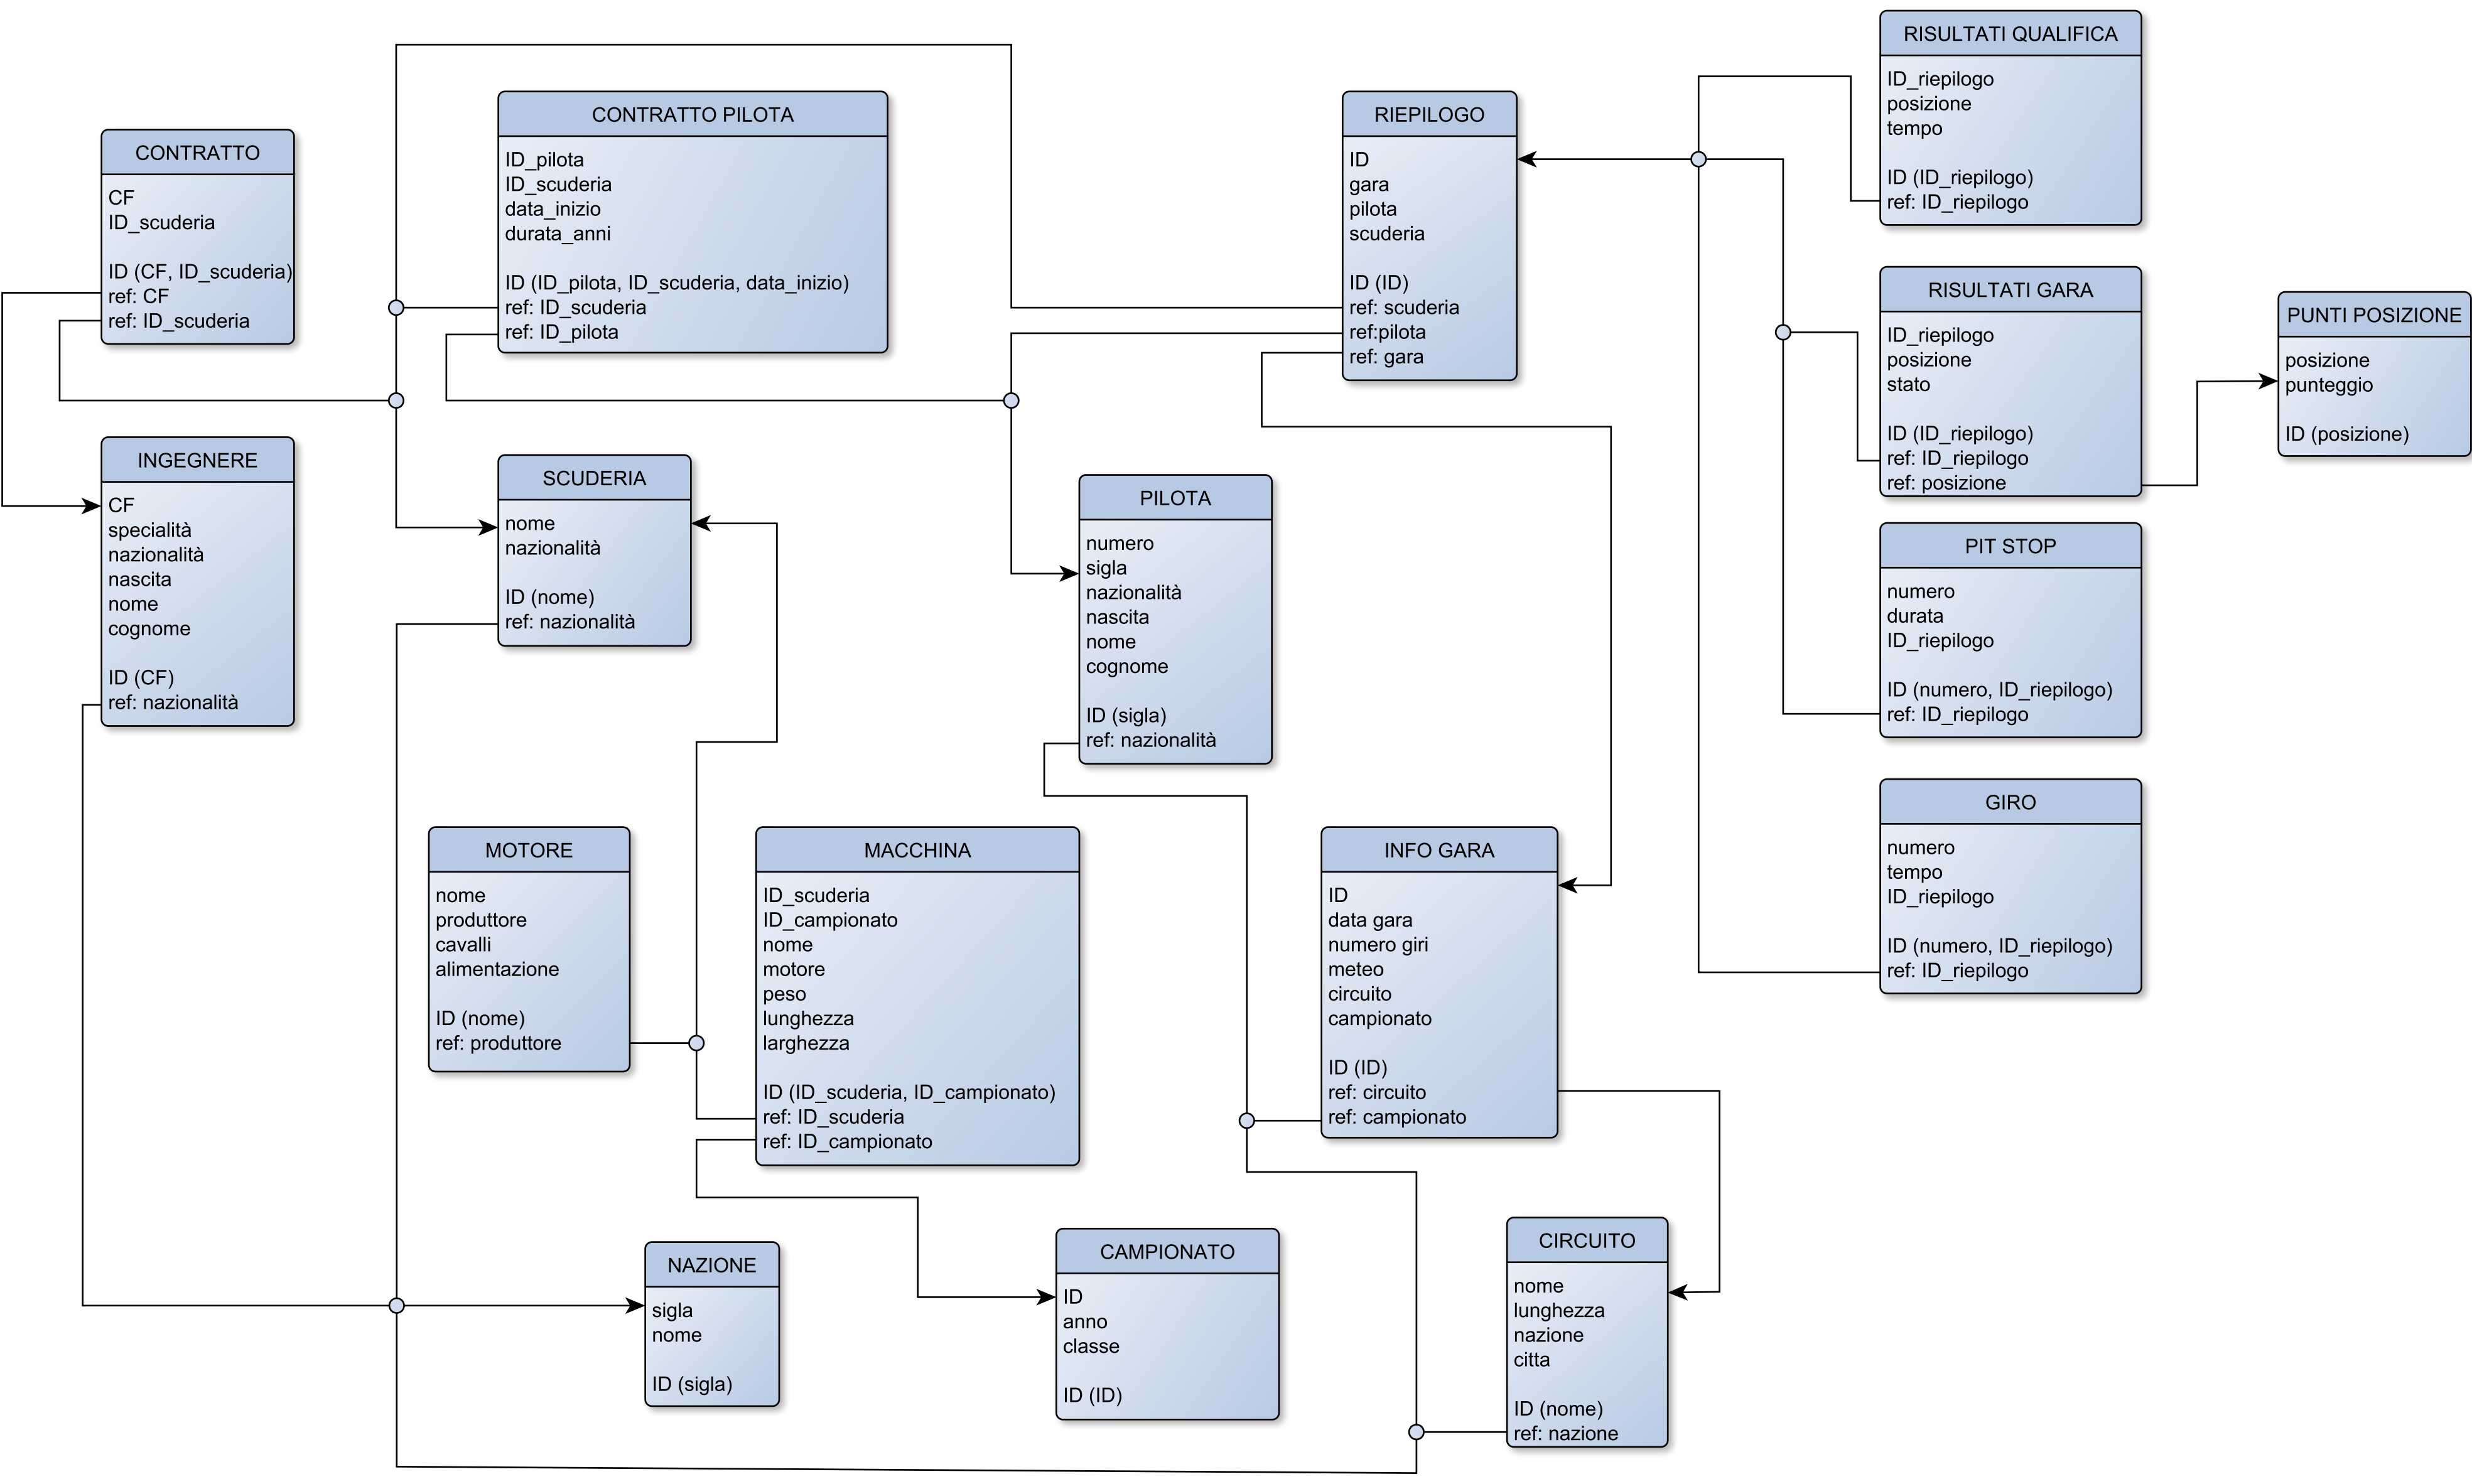 CONTRATTO
CF
ID_scuderia
ID (CF, ID_scuderia)
ref: CF
ref: ID_scuderia
CONTRATTO PILOTA
ID_pilota
ID_scuderia
data_inizio
durata_anni
ID (ID_pilota, ID_scuderia, data_inizio)
ref: ID_scuderia
ref: ID_pilota
RIEPILOGO
ID
gara
pilota
scuderia
ID (ID)
ref: scuderia
ref:pilota
ref: gara
RISULTATI QUALIFICA
ID_riepilogo
posizione
tempo
ID (ID_riepilogo)
ref: ID_riepilogo
RISULTATI GARA
ID_riepilogo
posizione
stato
ID (ID_riepilogo)
ref: ID_riepilogo
ref: posizione
PUNTI POSIZIONE
posizione
punteggio
ID (posizione)
INGEGNERE
CF
specialità
nazionalità
nascita
nome
cognome
ID (CF)
ref: nazionalità
SCUDERIA
nome
nazionalità
ID (nome)
ref: nazionalità
PILOTA
numero
sigla
nazionalità
nascita
nome
cognome
ID (sigla)
ref: nazionalità
PIT STOP
numero
durata
ID_riepilogo
ID (numero, ID_riepilogo)
ref: ID_riepilogo
GIRO
numero
tempo
ID_riepilogo
ID (numero, ID_riepilogo)
ref: ID_riepilogo
MOTORE
nome
produttore
cavalli
alimentazione
ID (nome)
ref: produttore
MACCHINA
ID_scuderia
ID_campionato
nome
motore
peso
lunghezza
larghezza
ID (ID_scuderia, ID_campionato)
ref: ID_scuderia
ref: ID_campionato
INFO GARA
ID
data gara
numero giri
meteo
circuito
campionato
ID (ID)
ref: circuito
ref: campionato
NAZIONE
sigla
nome
ID (sigla)
CAMPIONATO
ID
anno
classe
ID (ID)
CIRCUITO
nome
lunghezza
nazione
citta
ID (nome)
ref: nazione